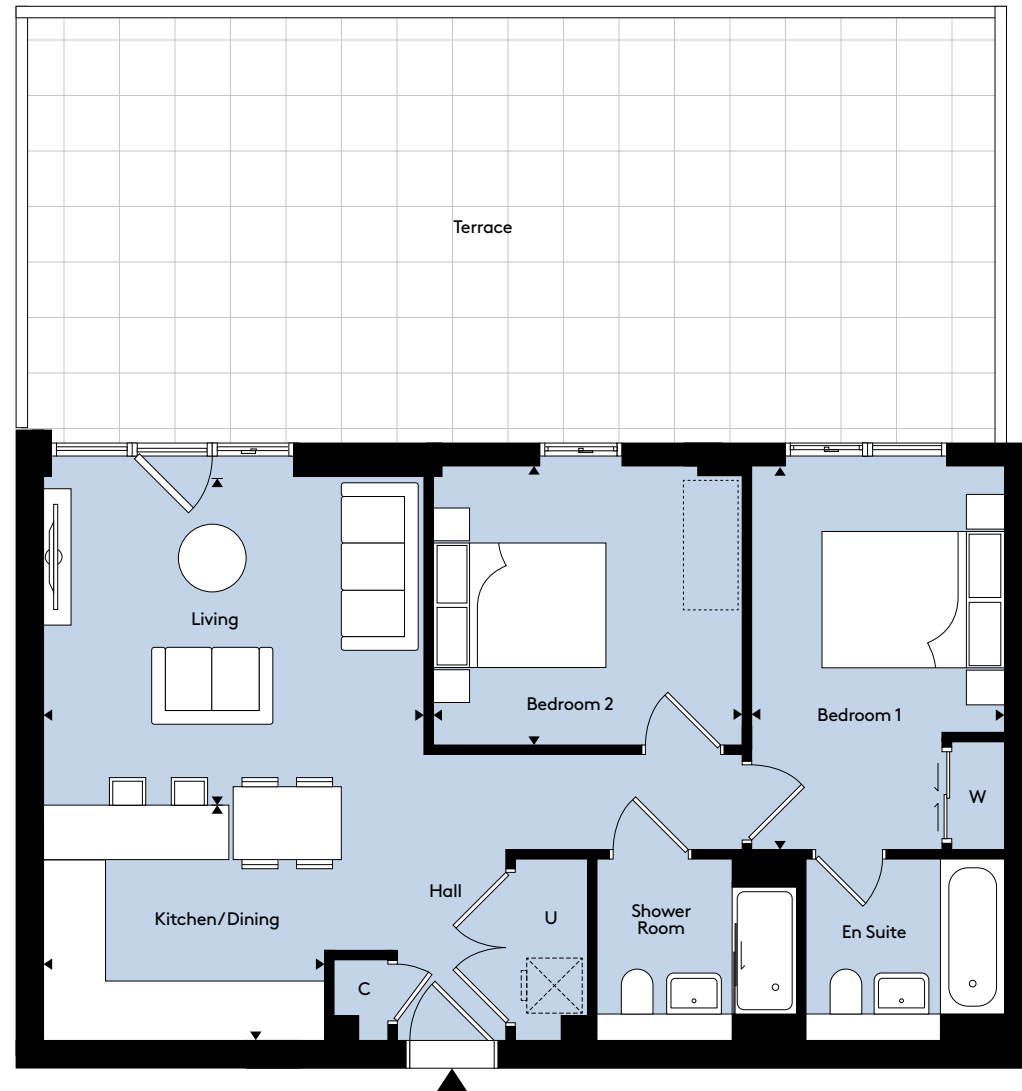 Terrace
Living
Bedroom 2
Bedroom 1
W
Hall
Kitchen/Dining
U
Shower
Room
En Suite
C